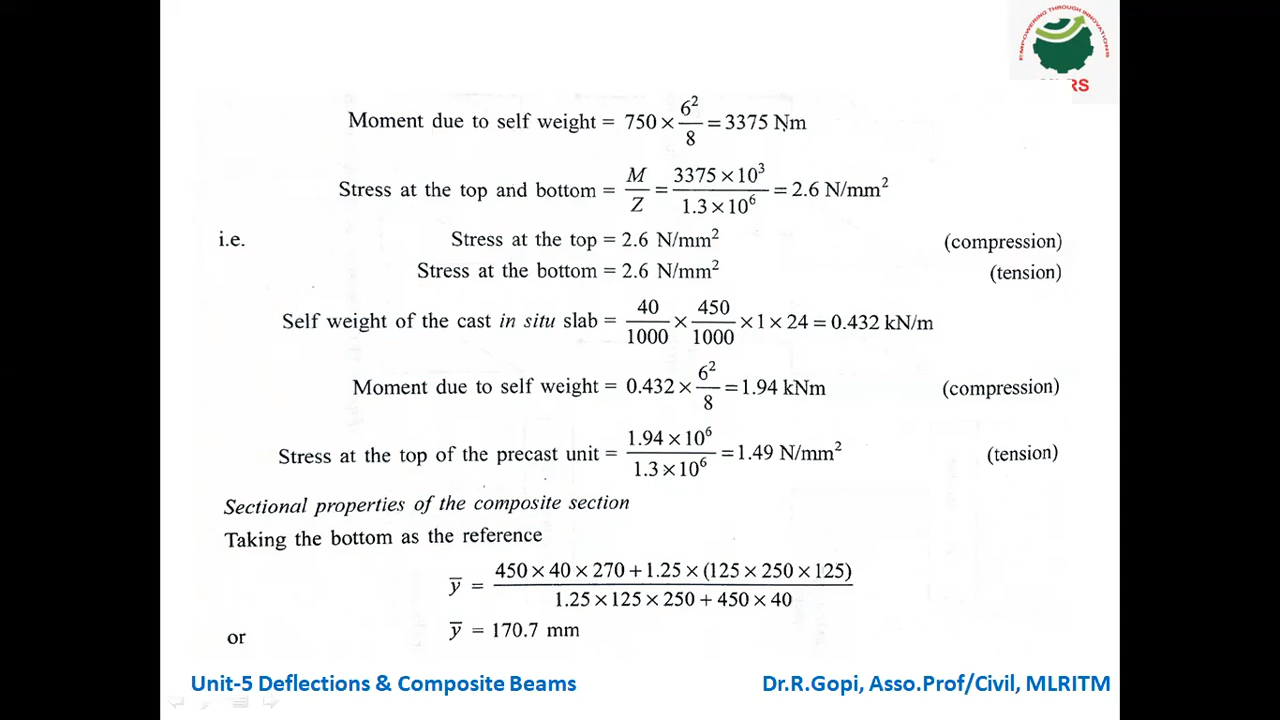 EMPOWERING THROUGH INNOVATIONS
RS
Moment due to self weight = 750 × 6²/8 = 3375 Nm
Stress at the top and bottom = M/Z = 3375 × 10³/1.3 × 10⁶ = 2.6 N/mm²
i.e. Stress at the top = 2.6 N/mm² (compression)
Stress at the bottom = 2.6 N/mm² (tension)
Self weight of the cast in situ slab = 40/1000 × 450/1000 × 1 × 24 = 0.432 kN/m
Moment due to self weight = 0.432 × 6²/8 = 1.94 kNm (compression)
Stress at the top of the precast unit = 1.94 × 10⁶/1.3 × 10⁶ = 1.49 N/mm² (tension)
Sectional properties of the composite section
Taking the bottom as the reference
y̅ = 450 × 40 × 270 + 1.25 × (125 × 250 × 125)/1.25 × 125 × 250 + 450 × 40
or y̅ = 170.7 mm
Unit-5 Deflections & Composite Beams Dr.R.Gopi, Asso.Prof/Civil, MLRITM